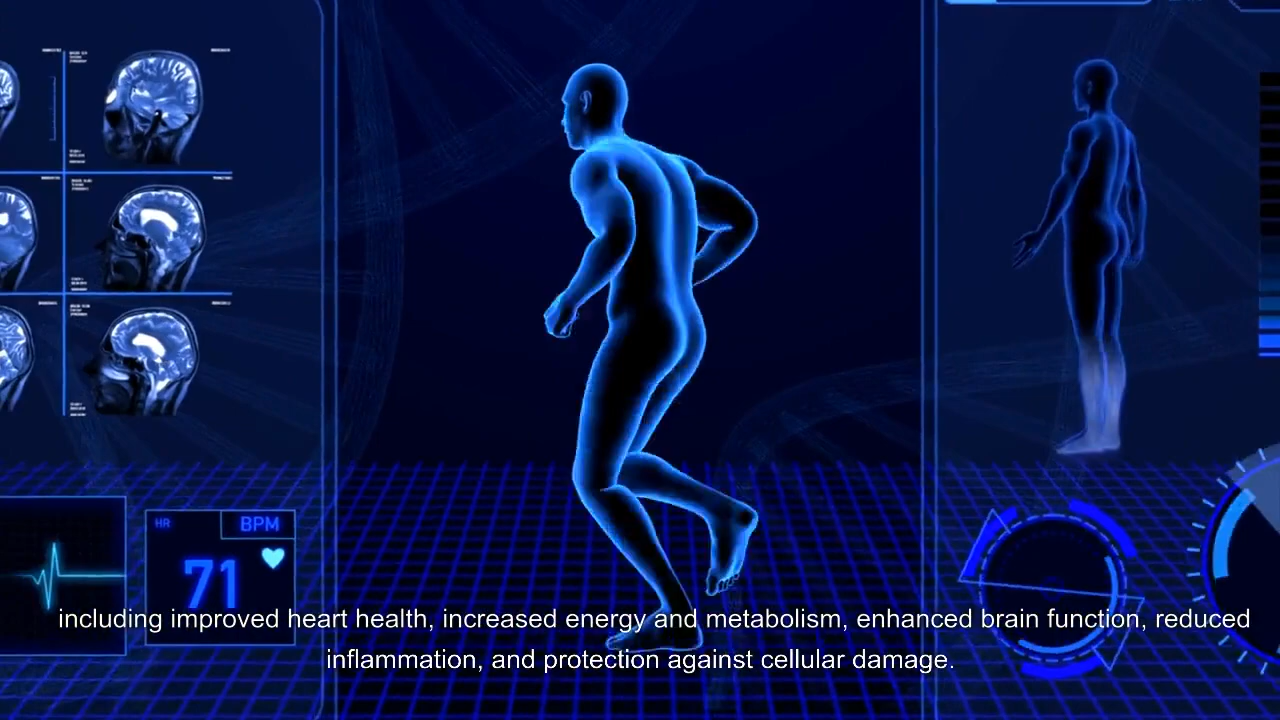 HR
BPM
71
including improved heart health, increased energy and metabolism, enhanced brain function, reduced
inflammation, and protection against cellular damage.